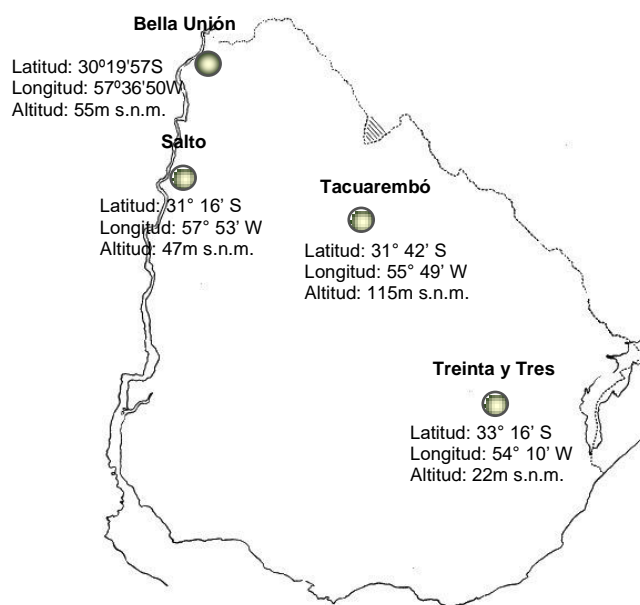 Bella Unión
Latitud: 30º19'57S
Longitud: 57º36'50W
Altitud: 55m s.n.m.
Salto
Latitud: 31° 16’ S
Longitud: 57° 53’ W
Altitud: 47m s.n.m.
Tacuarembó
Latitud: 31° 42’ S
Longitud: 55° 49’ W
Altitud: 115m s.n.m.
Treinta y Tres
Latitud: 33° 16’ S
Longitud: 54° 10’ W
Altitud: 22m s.n.m.